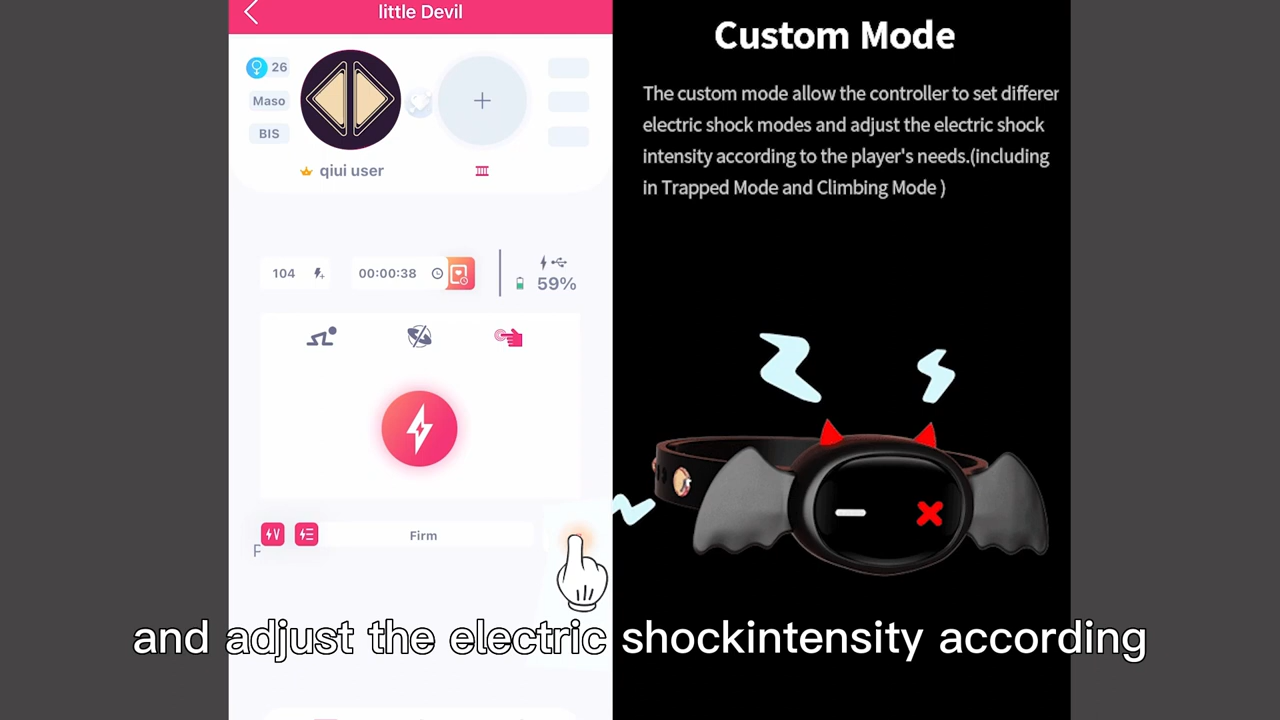 little Devil
26
Maso
BIS
qiui user
104
00:00:38
59%
Firm
F
Custom Mode
The custom mode allow the controller to set differer
electric shock modes and adjust the electric shock
intensity according to the player's needs.(including
in Trapped Mode and Climbing Mode )
and adjust the electric shockintensity according